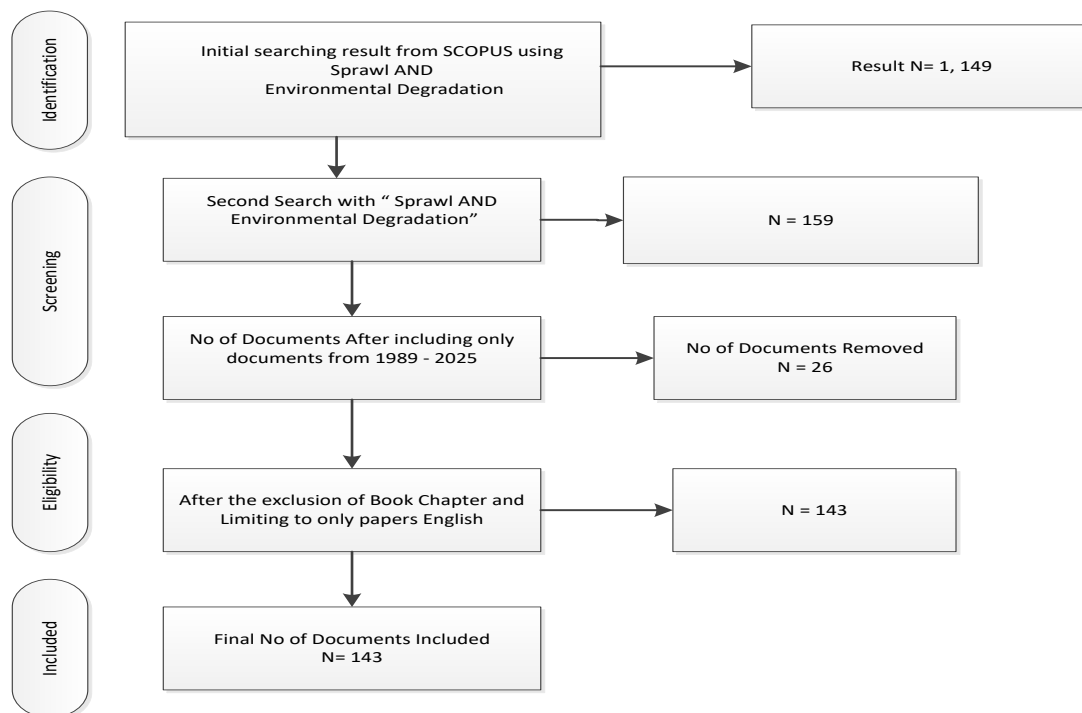 Identification
Initial searching result from SCOPUS using
Sprawl AND
Environmental Degradation
Result N= 1, 149
Screening
Second Search with “ Sprawl AND
Environmental Degradation”
N = 159
No of Documents After including only
documents from 1989 - 2025
No of Documents Removed
N = 26
Eligibility
After the exclusion of Book Chapter and
Limiting to only papers English
N = 143
Included
Final No of Documents Included
N= 143